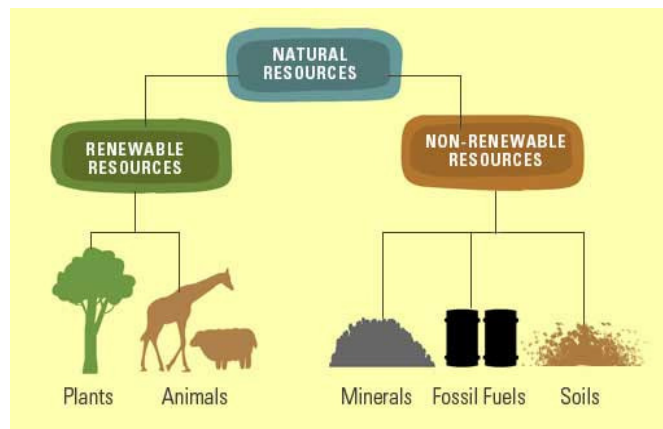 NATURAL
RESOURCES
RENEWABLE
RESOURCES
NON-RENEWABLE
RESOURCES
Plants
Animals
Minerals
Fossil Fuels
Soils